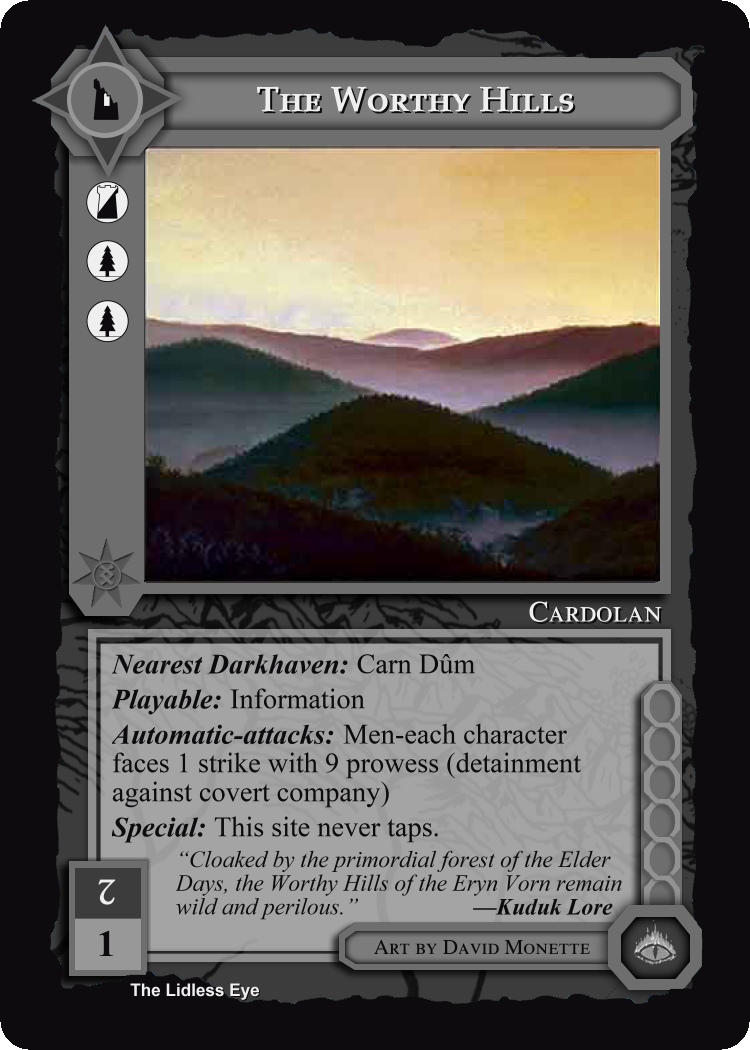 The Worthy Hills
Cardolan
Nearest Darkhaven: Carn Dûm
Playable: Information
Automatic-attacks: Men-each character
faces 1 strike with 9 prowess (detainment
against covert company)
Special: This site never taps.
“Cloaked by the primordial forest of the Elder
Days, the Worthy Hills of the Eryn Vorn remain
wild and perilous.” —Kuduk Lore
2
1
Art by David Monette
The Lidless Eye